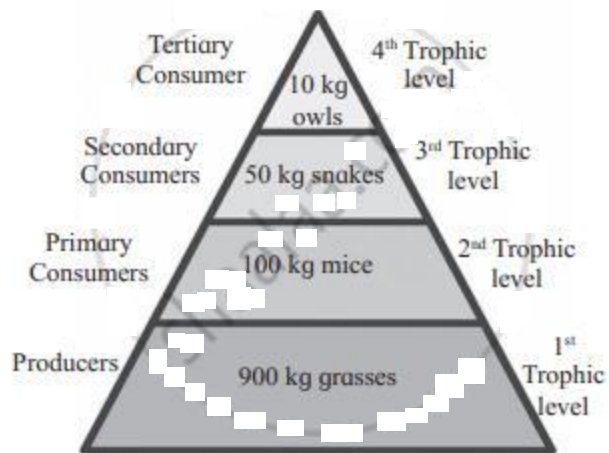 Tertiary
Consumer
10 kg
owls
4th Trophic
level
Secondary
Consumers
50 kg snakes
3rd Trophic
level
Primary
Consumers
100 kg mice
2nd Trophic
level
Producers
900 kg grasses
1st
Trophic
level